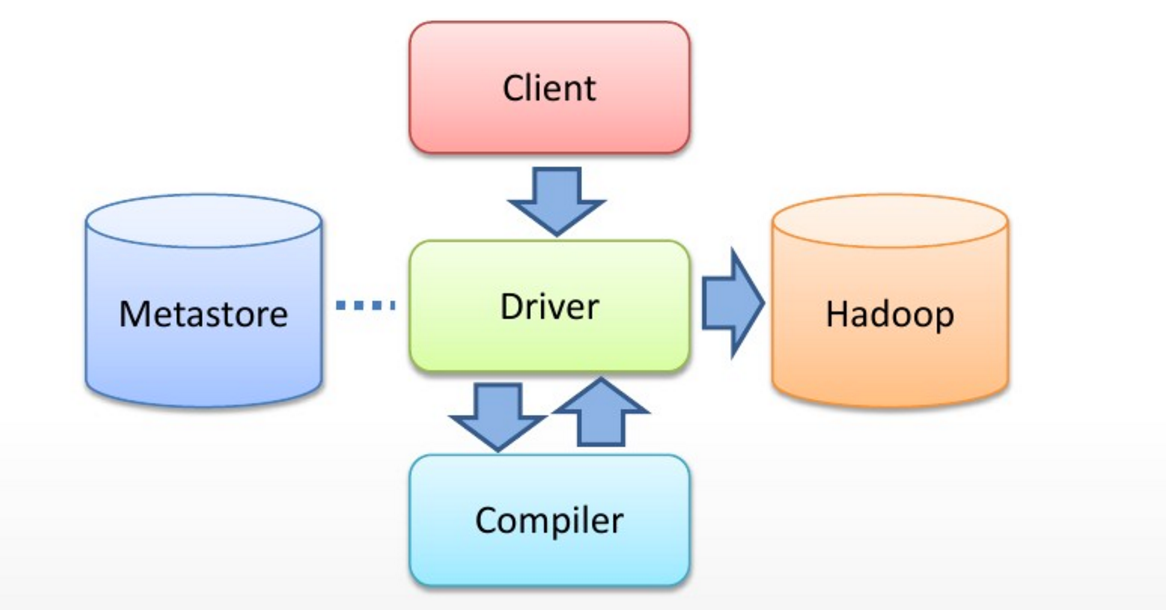 Client
Metastore
Driver
Hadoop
Compiler